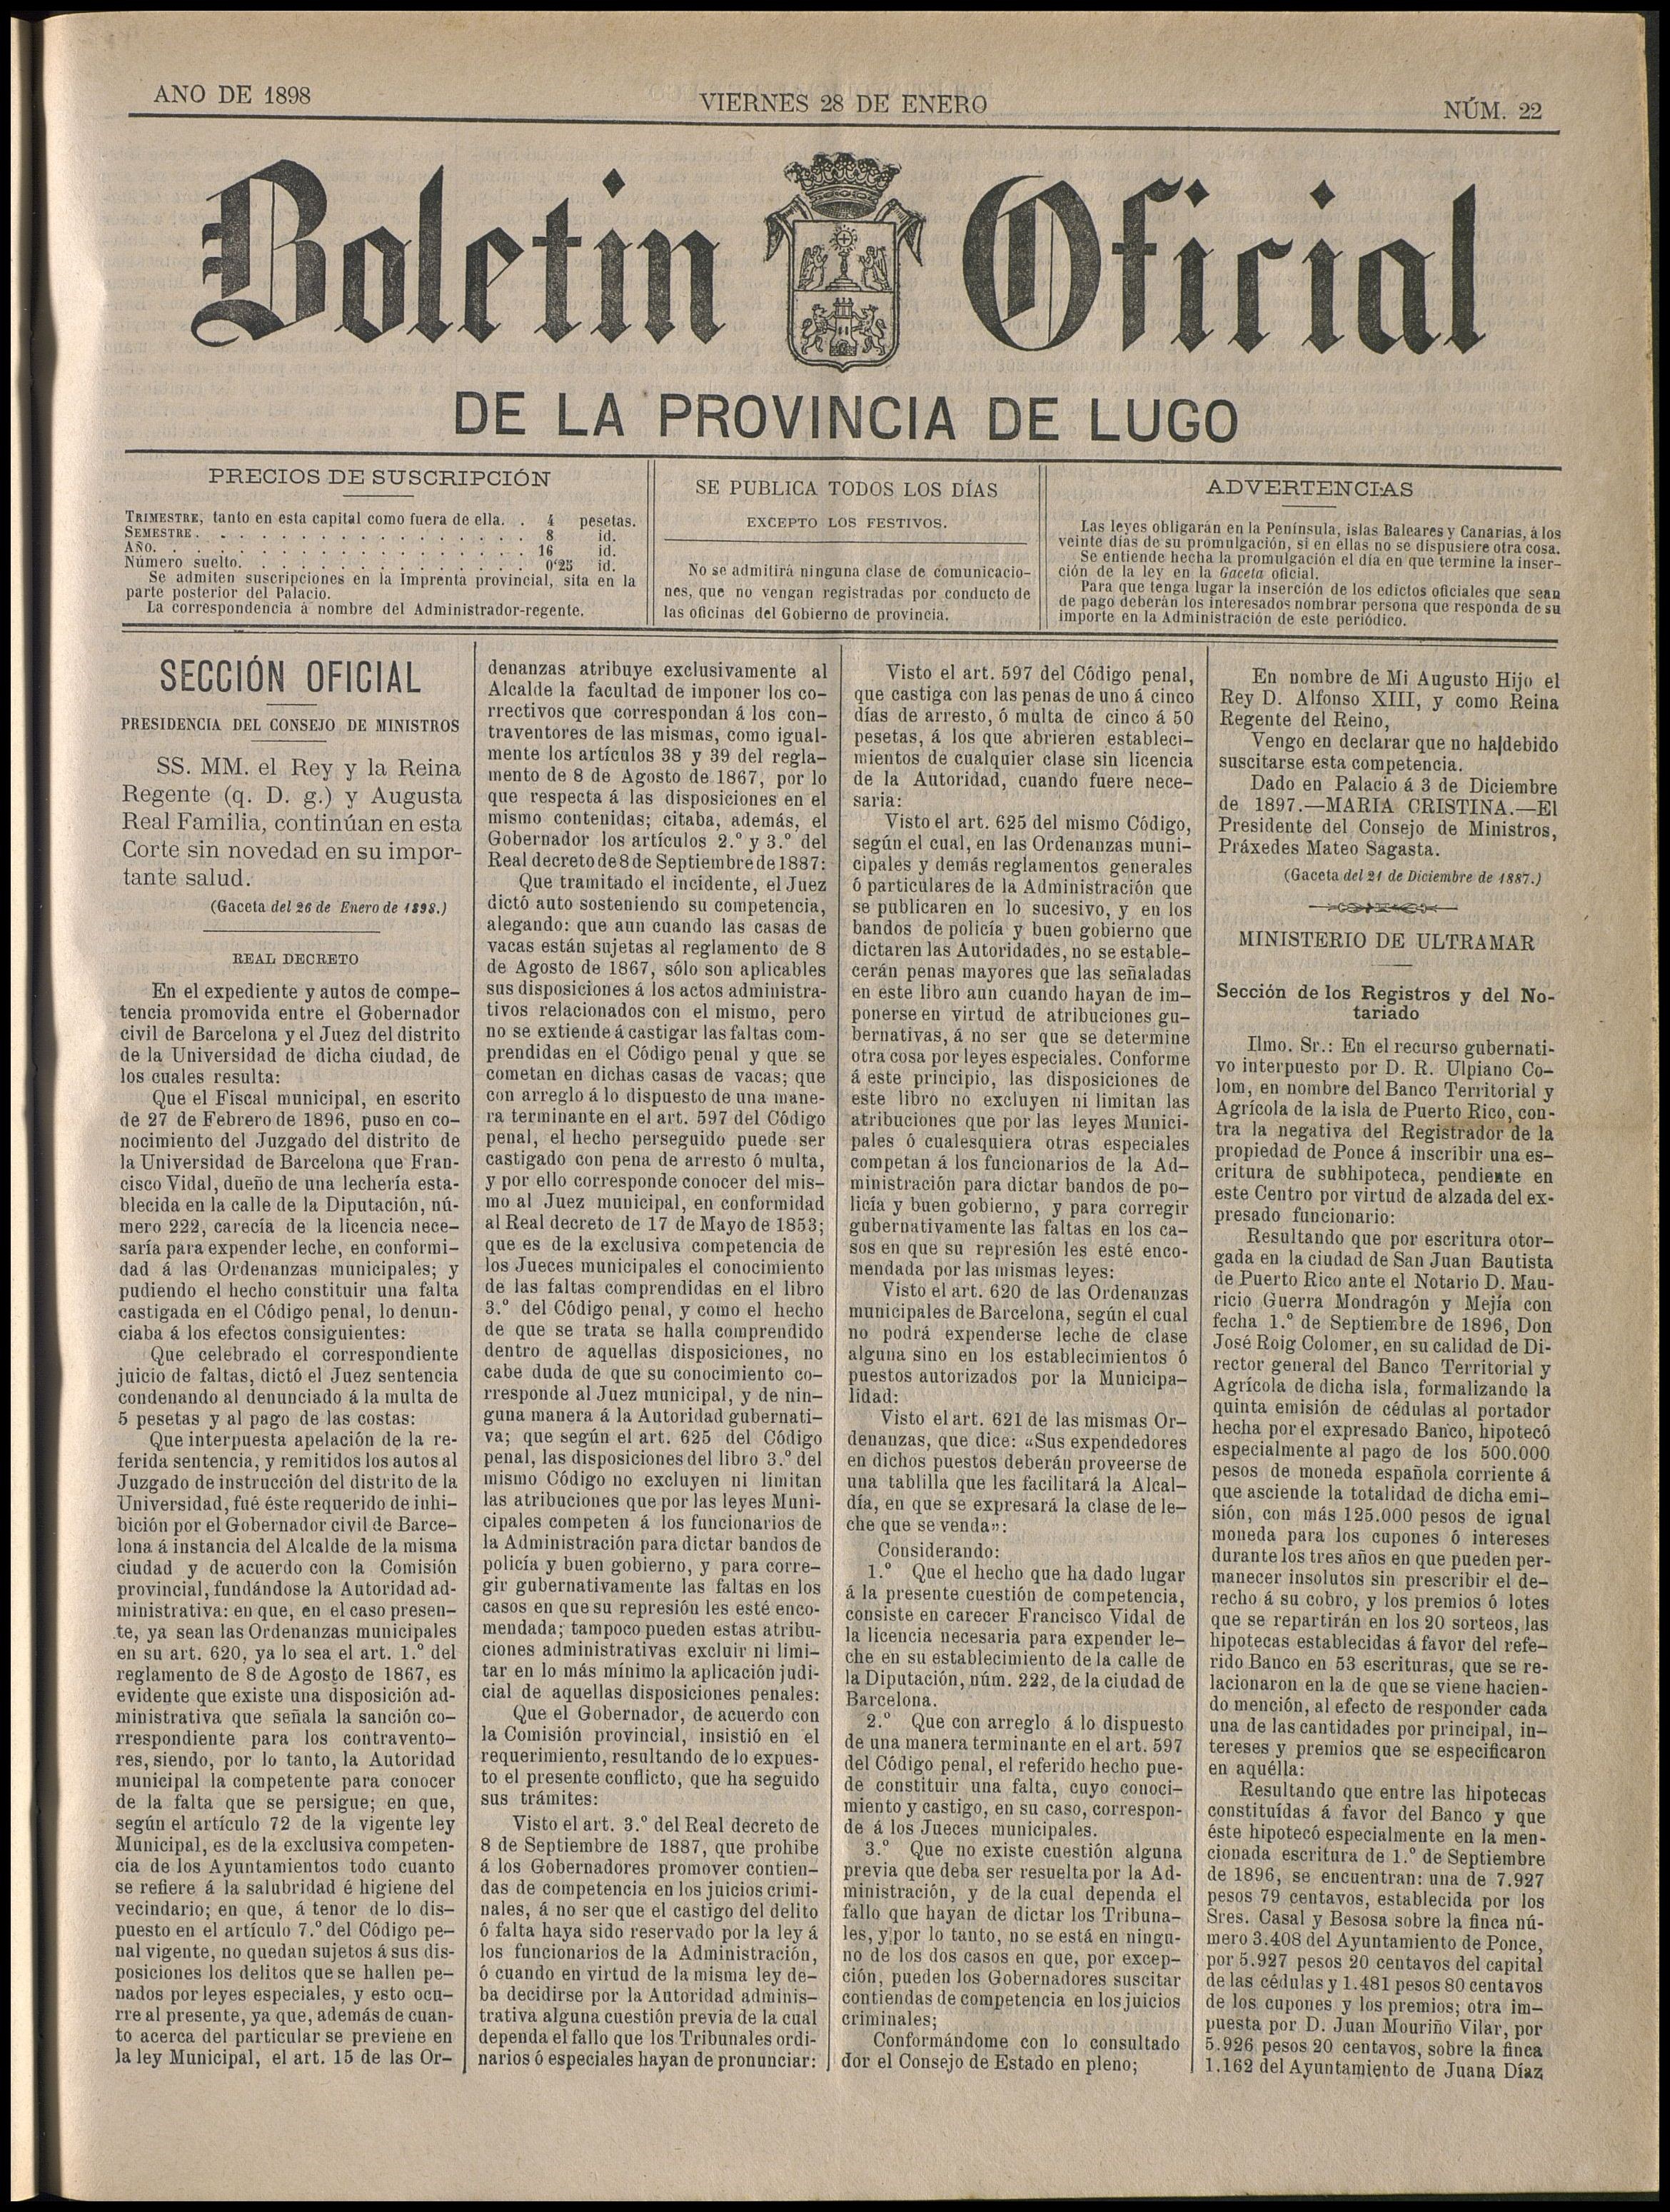 ANO DE 1898
VIERNES 28 DE ENERO
NÚM. 22
Boletin Oficial
DE LA PROVINCIA DE LUGO
PRECIOS DE SUSCRIPCIÓN
TRIMESTRE, tanto en esta capital como fuera de ella. . 4 pesetas.
SEMESTRE. . . . . . . . . . . . . . . . . 8 id.
AÑO. . . . . . . . . . . . . . . . . . . 16 id.
Número suelto. . . . . . . . . . . . . . . 0'25 id.
Se admiten suscripciones en la Imprenta provincial, sita en la
parte posterior del Palacio.
La correspondencia á nombre del Administrador-regente.
SE PUBLICA TODOS LOS DÍAS
EXCEPTO LOS FESTIVOS.
No se admitirá ninguna clase de comunicacio-
nes, que no vengan registradas por conducto de
las oficinas del Gobierno de provincia.
ADVERTENCIAS
Las leyes obligarán en la Península, islas Baleares y Canarias, á los
veinte días de su promulgación, si en ellas no se dispusiere otra cosa.
Se entiende hecha la promulgación el día en que termine la inser-
ción de la ley en la Gaceta oficial.
Para que tenga lugar la inserción de los edictos oficiales que sean
de pago deberán los interesados nombrar persona que responda de su
importe en la Administración de este periódico.
SECCIÓN OFICIAL
PRESIDENCIA DEL CONSEJO DE MINISTROS
SS. MM. el Rey y la Reina
Regente (q. D. g.) y Augusta
Real Familia, continúan en esta
Corte sin novedad en su impor-
tante salud.
(Gaceta del 26 de Enero de 1898.)
REAL DECRETO
En el expediente y autos de compe-
tencia promovida entre el Gobernador
civil de Barcelona y el Juez del distrito
de la Universidad de dicha ciudad, de
los cuales resulta:
Que el Fiscal municipal, en escrito
de 27 de Febrero de 1896, puso en co-
nocimiento del Juzgado del distrito de
la Universidad de Barcelona que Fran-
cisco Vidal, dueño de una lechería esta-
blecida en la calle de la Diputación, nú-
mero 222, carecía de la licencia nece-
saría para expender leche, en conformi-
dad á las Ordenanzas municipales; y
pudiendo el hecho constituir una falta
castigada en el Código penal, lo denun-
ciaba á los efectos consiguientes:
Que celebrado el correspondiente
juicio de faltas, dictó el Juez sentencia
condenando al denunciado á la multa de
5 pesetas y al pago de las costas:
Que interpuesta apelación de la re-
ferida sentencia, y remitidos los autos al
Juzgado de instrucción del distrito de la
Universidad, fué éste requerido de inhi-
bición por el Gobernador civil de Barce-
lona á instancia del Alcalde de la misma
ciudad y de acuerdo con la Comisión
provincial, fundándose la Autoridad ad-
ministrativa: en que, en el caso presen-
te, ya sean las Ordenanzas municipales
en su art. 620, ya lo sea el art. 1.º del
reglamento de 8 de Agosto de 1867, es
evidente que existe una disposición ad-
ministrativa que señala la sanción co-
rrespondiente para los contravento-
res, siendo, por lo tanto, la Autoridad
municipal la competente para conocer
de la falta que se persigue; en que,
según el artículo 72 de la vigente ley
Municipal, es de la exclusiva competen-
cia de los Ayuntamientos todo cuanto
se refiere á la salubridad é higiene del
vecindario; en que, á tenor de lo dis-
puesto en el artículo 7.º del Código pe-
nal vigente, no quedan sujetos á sus dis-
posiciones los delitos que se hallen pe-
nados por leyes especiales, y esto ocu-
rre al presente, ya que, además de cuan-
to acerca del particular se previene en
la ley Municipal, el art. 15 de las Or-
denanzas atribuye exclusivamente al
Alcalde la facultad de imponer los co-
rrectivos que correspondan á los con-
traventores de las mismas, como igual-
mente los artículos 38 y 39 del regla-
mento de 8 de Agosto de 1867, por lo
que respecta á las disposiciones en el
mismo contenidas; citaba, además, el
Gobernador los artículos 2.º y 3.º del
Real decreto de 8 de Septiembre de 1887:
Que tramitado el incidente, el Juez
dictó auto sosteniendo su competencia,
alegando: que aun cuando las casas de
vacas están sujetas al reglamento de 8
de Agosto de 1867, sólo son aplicables
sus disposiciones á los actos administra-
tivos relacionados con el mismo, pero
no se extiende á castigar las faltas com-
prendidas en el Código penal y que se
cometan en dichas casas de vacas; que
con arreglo á lo dispuesto de una mane-
ra terminante en el art. 597 del Código
penal, el hecho perseguido puede ser
castigado con pena de arresto ó multa,
y por ello corresponde conocer del mis-
mo al Juez municipal, en conformidad
al Real decreto de 17 de Mayo de 1853;
que es de la exclusiva competencia de
los Jueces municipales el conocimiento
de las faltas comprendidas en el libro
3.º del Código penal, y como el hecho
de que se trata se halla comprendido
dentro de aquellas disposiciones, no
cabe duda de que su conocimiento co-
rresponde al Juez municipal, y de nin-
guna manera á la Autoridad gubernati-
va; que según el art. 625 del Código
penal, las disposiciones del libro 3.º del
mismo Código no excluyen ni limitan
las atribuciones que por las leyes Muni-
cipales competen á los funcionarios de
la Administración para dictar bandos de
policía y buen gobierno, y para corre-
gir gubernativamente las faltas en los
casos en que su represión les esté enco-
mendada; tampoco pueden estas atribu-
ciones administrativas excluir ni limi-
tar en lo más mínimo la aplicación judi-
cial de aquellas disposiciones penales:
Que el Gobernador, de acuerdo con
la Comisión provincial, insistió en el
requerimiento, resultando de lo expues-
to el presente conflicto, que ha seguido
sus trámites:
Visto el art. 3.º del Real decreto de
8 de Septiembre de 1887, que prohibe
á los Gobernadores promover contien-
das de competencia en los juicios crimi-
nales, á no ser que el castigo del delito
ó falta haya sido reservado por la ley á
los funcionarios de la Administración,
ó cuando en virtud de la misma ley de-
ba decidirse por la Autoridad adminis-
trativa alguna cuestión previa de la cual
dependa el fallo que los Tribunales ordi-
narios ó especiales hayan de pronunciar:
Visto el art. 597 del Código penal,
que castiga con las penas de uno á cinco
días de arresto, ó multa de cinco á 50
pesetas, á los que abrieren estableci-
mientos de cualquier clase sin licencia
de la Autoridad, cuando fuere nece-
saria:
Visto el art. 625 del mismo Código,
según el cual, en las Ordenanzas muni-
cipales y demás reglamentos generales
ó particulares de la Administración que
se publicaren en lo sucesivo, y en los
bandos de policía y buen gobierno que
dictaren las Autoridades, no se estable-
cerán penas mayores que las señaladas
en este libro aun cuando hayan de im-
ponerse en virtud de atribuciones gu-
bernativas, á no ser que se determine
otra cosa por leyes especiales. Conforme
á este principio, las disposiciones de
este libro no excluyen ni limitan las
atribuciones que por las leyes Munici-
pales ó cualesquiera otras especiales
competan á los funcionarios de la Ad-
ministración para dictar bandos de po-
licía y buen gobierno, y para corregir
gubernativamente las faltas en los ca-
sos en que su represión les esté enco-
mendada por las mismas leyes:
Visto el art. 620 de las Ordenanzas
municipales de Barcelona, según el cual
no podrá expenderse leche de clase
alguna sino en los establecimientos ó
puestos autorizados por la Municipa-
lidad:
Visto el art. 621 de las mismas Or-
denanzas, que dice: «Sus expendedores
en dichos puestos deberán proveerse de
una tablilla que les facilitará la Alcal-
día, en que se expresará la clase de le-
che que se venda»:
Considerando:
1.º Que el hecho que ha dado lugar
á la presente cuestión de competencia,
consiste en carecer Francisco Vidal de
la licencia necesaria para expender le-
che en su establecimiento de la calle de
la Diputación, núm. 222, de la ciudad de
Barcelona.
2.º Que con arreglo á lo dispuesto
de una manera terminante en el art. 597
del Código penal, el referido hecho pue-
de constituir una falta, cuyo conoci-
miento y castigo, en su caso, correspon-
de á los Jueces municipales.
3.º Que no existe cuestión alguna
previa que deba ser resuelta por la Ad-
ministración, y de la cual dependa el
fallo que hayan de dictar los Tribuna-
les, y por lo tanto, no se está en ningu-
no de los dos casos en que, por excep-
ción, pueden los Gobernadores suscitar
contiendas de competencia en los juicios
criminales;
Conformándome con lo consultado
dor el Consejo de Estado en pleno;
En nombre de Mi Augusto Hijo el
Rey D. Alfonso XIII, y como Reina
Regente del Reino,
Vengo en declarar que no ha debido
suscitarse esta competencia.
Dado en Palacio á 3 de Diciembre
de 1897.—MARIA CRISTINA.—El
Presidente del Consejo de Ministros,
Práxedes Mateo Sagasta.
(Gaceta del 21 de Diciembre de 1887.)
MINISTERIO DE ULTRAMAR
Sección de los Registros y del No-
tariado
Ilmo. Sr.: En el recurso gubernati-
vo interpuesto por D. R. Ulpiano Co-
lom, en nombre del Banco Territorial y
Agrícola de la isla de Puerto Rico, con-
tra la negativa del Registrador de la
propiedad de Ponce á inscribir una es-
critura de subhipoteca, pendiente en
este Centro por virtud de alzada del ex-
presado funcionario:
Resultando que por escritura otor-
gada en la ciudad de San Juan Bautista
de Puerto Rico ante el Notario D. Mau-
ricio Guerra Mondragón y Mejía con
fecha 1.º de Septiembre de 1896, Don
José Roig Colomer, en su calidad de Di-
rector general del Banco Territorial y
Agrícola de dicha isla, formalizando la
quinta emisión de cédulas al portador
hecha por el expresado Banco, hipotecó
especialmente al pago de los 500.000
pesos de moneda española corriente á
que asciende la totalidad de dicha emi-
sión, con más 125.000 pesos de igual
moneda para los cupones ó intereses
durante los tres años en que pueden per-
manecer insolutos sin prescribir el de-
recho á su cobro, y los premios ó lotes
que se repartirán en los 20 sorteos, las
hipotecas establecidas á favor del refe-
rido Banco en 53 escrituras, que se re-
lacionaron en la de que se viene hacien-
do mención, al efecto de responder cada
una de las cantidades por principal, in-
tereses y premios que se especificaron
en aquélla:
Resultando que entre las hipotecas
constituídas á favor del Banco y que
éste hipotecó especialmente en la men-
cionada escritura de 1.º de Septiembre
de 1896, se encuentran: una de 7.927
pesos 79 centavos, establecida por los
Sres. Casal y Besosa sobre la finca nú-
mero 3.408 del Ayuntamiento de Ponce,
por 5.927 pesos 20 centavos del capital
de las cédulas y 1.481 pesos 80 centavos
de los cupones y los premios; otra im-
puesta por D. Juan Mouriño Vilar, por
5.926 pesos 20 centavos, sobre la finca
1.162 del Ayuntamiento de Juana Díaz